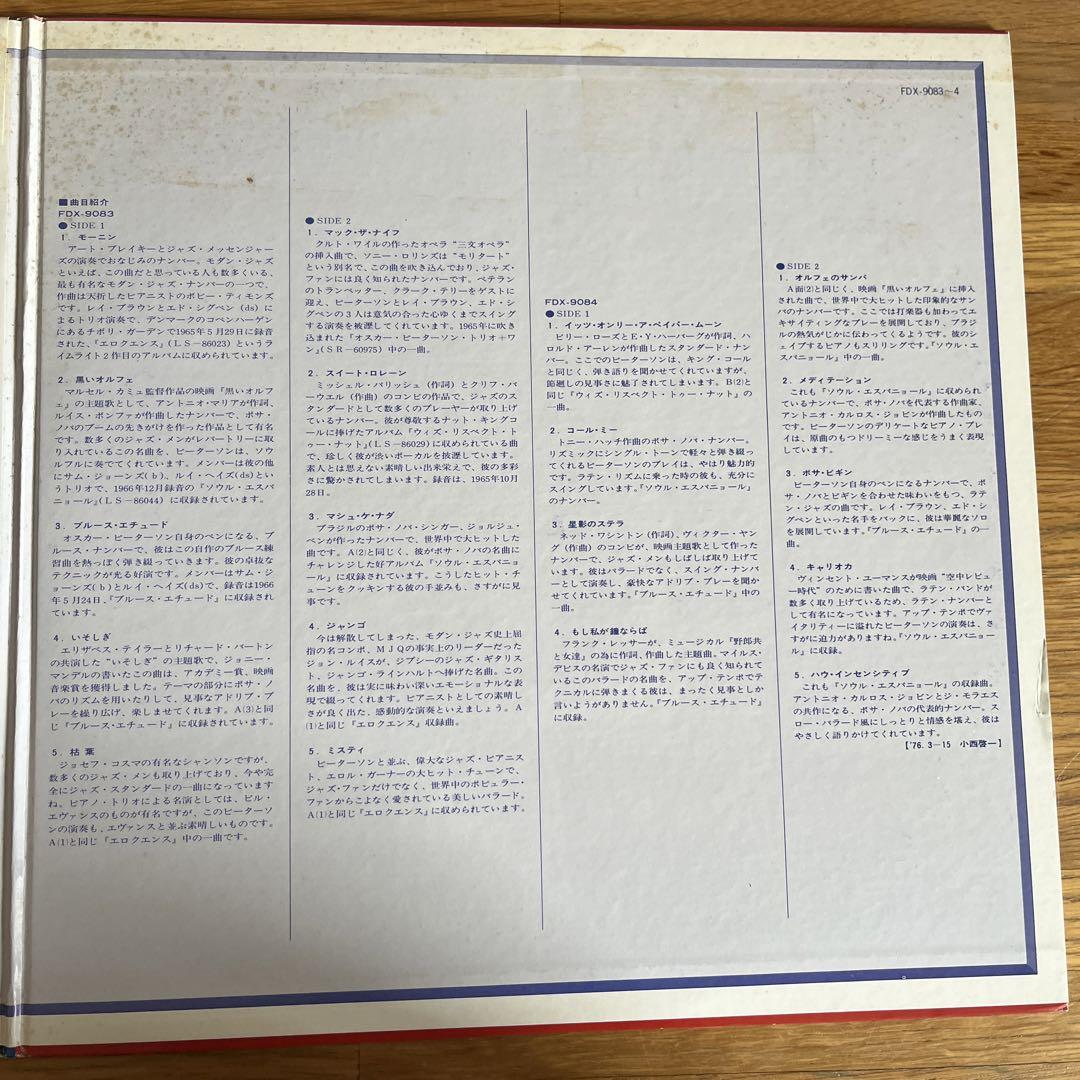 FDX-9083～4
■曲目紹介
FDX-9083
●SIDE 1
1. モーニン
アート・ブレイキーとジャズ・メッセンジャー
ズの演奏でおなじみのナンバー。モダン・ジャズ
といえば、この曲だと思っている人も数多くいる、
最も有名なモダン・ジャズ・ナンバーの一つで、
作曲は夭折したピアニストのボビー・ティモンズ
です。レイ・ブラウンとエド・シグペン(ds)に
によるトリオ演奏で、デンマークのコペンハーゲン
にあるチボリ・ガーデンで1965年5月29日に録音さ
れた、『エロクエンス』(LS-86023)というラ
イムライト2作目のアルバムに収められています。
2. 黒いオルフェ
マルセル・カミュ監督作品の映画『黒いオルフ
ェ』の主題歌として、アントニオ・マリアが作詞、
ルイス・ボンファが作曲したナンバーで、ボサ・
ノバのブームの先きがけを作った作品として有名
です。数多くのジャズ・メンがレパートリーに取
り入れているこの名曲を、ピーターソンは、ソウ
ルフルに奏でてくれています。メンバーは彼の他
にサム・ジョーンズ(b)、ルイ・ヘイズ(ds)とい
うトリオで、1966年12月録音の『ソウル・エスパ
ニョール』(LS-86044)に収録されています。
3. ブルース・エチュード
オスカー・ピーターソン自身のペンになる、ブ
ルース・ナンバーで、彼はこの自作のブルース練
習曲を熱っぽく弾き綴っていきます。彼の卓抜な
テクニックが光る好演です。メンバーはサム・ジ
ョーンズ(b)とルイ・ヘイズ(ds)で、録音は1966
年5月24日、『ブルース・エチュード』に収録され
ています。
4. いそしぎ
エリザベス・テイラーとリチャード・バートン
の共演した“いそしぎ”の主題歌で、ジョニー・
マンデルの書いたこの曲は、アカデミー賞、映画
音楽賞を獲得しました。テーマの部分にボサ・ノ
バのリズムを用いたりして、見事なアドリブ・プ
レーを繰り広げ、楽しませてくれます。A(3)と同
じ『ブルース・エチュード』に収録されています。
5. 枯葉
ジョセフ・コスマの有名なシャンソンですが、
数多くのジャズ・メンも取り上げており、今や完
全にジャズ・スタンダードの一曲になっています
ね。ピアノ・トリオによる名演としては、ビル・
エヴァンスのものが有名ですが、このピーターソ
ンの演奏も、エヴァンスと並ぶ素晴しいものです。
A(1)と同じ『エロクエンス』中の一曲です。
●SIDE 2
1. マック・ザ・ナイフ
クルト・ワイルの作ったオペラ“三文オペラ”
の挿入曲で、ソニー・ロリンズは“モリタート”
という別名で、この曲を吹き込んでおり、ジャズ・
ファンには良く知られたナンバーです。ベテラン
のトランペッター、クラーク・テリーをゲストに
迎え、ピーターソンとレイ・ブラウン、エド・シ
グペンの3人は意気の合った心ゆくまでスイング
する演奏を披瀝してくれています。1965年に吹き
込まれた『オスカー・ピーターソン・トリオ+ワ
ン』(SR-60975)中の一曲。
2. スイート・ロレーン
ミッシェル・パリッシュ(作詞)とクリフ・バ
ーウエル(作曲)のコンビの作品で、ジャズのス
タンダードとして数多くのプレーヤーが取り上げて
いるナンバー。彼が尊敬するナット・キングコ
ールに捧げたアルバム『ウィズ・リスペクト・ト
ゥー・ナット』(LS-86029)に収められている曲
で、珍しく彼が渋いボーカルを披瀝しています。
素人とは思えない素晴しい出来栄えで、彼の多彩
さに驚かされてしまいます。録音は、1965年10月
28日。
3. マシュ・ケ・ナダ
ブラジルのボサ・ノバ・シンガー、ジョルジュ・
ベンが作ったナンバーで、世界中で大ヒットした
曲です。A(2)と同じく、彼がボサ・ノバの名曲に
チャレンジした好アルバム『ソウル・エスパニョ
ール』に収録されています。こうしたヒット・チ
ューンをクッキンする彼の手並みも、さすがに見
事です。
4. ジャンゴ
今は解散してしまった、モダン・ジャズ史上屈
指の名コンボ、MJQの事実上のリーダーだった
ジョン・ルイスが、ジプシーのジャズ・ギタリス
ト、ジャンゴ・ラインハルトへ捧げた名曲。この
名曲を、彼は実に味わい深いエモーショナルな表
現で綴ってくれます。ピアニストとしての素晴し
さが良く出た、感動的な演奏といえましょう。A
(1)と同じ『エロクエンス』収録曲。
5. ミスティ
ピーターソンと並ぶ、偉大なジャズ・ピアニス
ト、エロル・ガーナーの大ヒット・チューンで、
ジャズ・ファンだけでなく、世界中のポピュラー・
ファンからこよなく愛されている美しいバラード。
A(1)と同じ『エロクエンス』に収められています。
FDX-9084
●SIDE 1
1. イッツ・オンリー・ア・ペイパー・ムーン
ビリー・ローズとE・Y・ハーバーグが作詞、ハ
ロルド・アーレンが作曲したスタンダード・ナン
バー。ここでのピーターソンは、キング・コール
と同じく、弾き語りを聞かせてくれていますが、
節廻しの見事さに魅了されてしまいます。B(2)と
同じ『ウィズ・リスペクト・トゥー・ナット』の
一曲。
2. コール・ミー
トニー・ハッチ作曲のボサ・ノバ・ナンバー。
リズミックにシングル・トーンで軽々と弾き綴っ
てくれるピーターソンのプレイは、やはり魅力的
です。ラテン・リズムに乗った時の彼も、充分に
スイングしています。『ソウル・エスパニョール』
のナンバー。
3. 星影のステラ
ネッド・ワシントン(作詞)、ヴィクター・ヤン
グ(作曲)のコンビが、映画主題歌として作った
ナンバーで、ジャズ・メンもしばしば取り上げて
います。彼はバラードでなく、スイング・ナンバ
ーとして演奏し、豪快なアドリブ・プレーを聞か
せてくれています。『ブルース・エチュード』中の
一曲。
4. もし私が鐘ならば
フランク・レッサーが、ミュージカル『野郎共
と女達』の為に作詞、作曲した主題曲。マイルス・
デビスの名演でジャズ・ファンにも良く知られて
いるこのバラードの名曲を、アップ・テンポでテ
クニカルに弾きまくる彼は、まったく見事としか
言いようがありません。『ブルース・エチュード』
に収録。
●SIDE 2
1. オルフェのサンバ
A面(2)と同じく、映画『黒いオルフェ』に挿入
された曲で、世界中で大ヒットした印象的なサン
バのナンバーです。ここでは打楽器も加わってエ
キサイティングなプレーを展開しており、ブラジ
ルの熱気がじかに伝わってくるようです。彼のシ
ェイプするピアノもスリリングです。『ソウル・エ
スパニョール』中の一曲。
2. メディテーション
これも『ソウル・エスパニョール』に収められ
ているナンバーで、ボサ・ノバを代表する作曲家、
アントニオ・カルロス・ジョビンが作曲したもの
です。ピーターソンのデリケートなピアノ・プレ
イは、原曲のもつドリーミーな感じをうまく表現
しています。
3. ボサ・ビギン
ピーターソン自身のペンになるナンバーで、ボ
サ・ノバとビギンを合わせた味わいをもつ、ラテ
ン・ジャズの曲です。レイ・ブラウン、エド・シ
グペンといった名手をバックに、彼は華麗なソロ
を展開しています。『ブルース・エチュード』の一
曲。
4. キャリオカ
ヴィンセント・ユーマンスが映画“空中レビュ
ー時代”のために書いた曲で、ラテン・バンドが
数多く取り上げているため、ラテン・ナンバーと
して有名になっています。アップ・テンポでヴァ
イタリティーに溢れたピーターソンの演奏は、さ
すがに迫力がありますね。『ソウル・エスパニョー
ル』に収録。
5. ハウ・インセンシティブ
これも『ソウル・エスパニョール』の収録曲。
アントニオ・カルロス・ジョビンとジ・モラエス
の共作になる、ボサ・ノバの代表的ナンバー。ス
ロー・バラード風にしっとりと情感を堪え、彼は
やさしく語りかけてくれています。
【'76. 3-15 小西啓一】